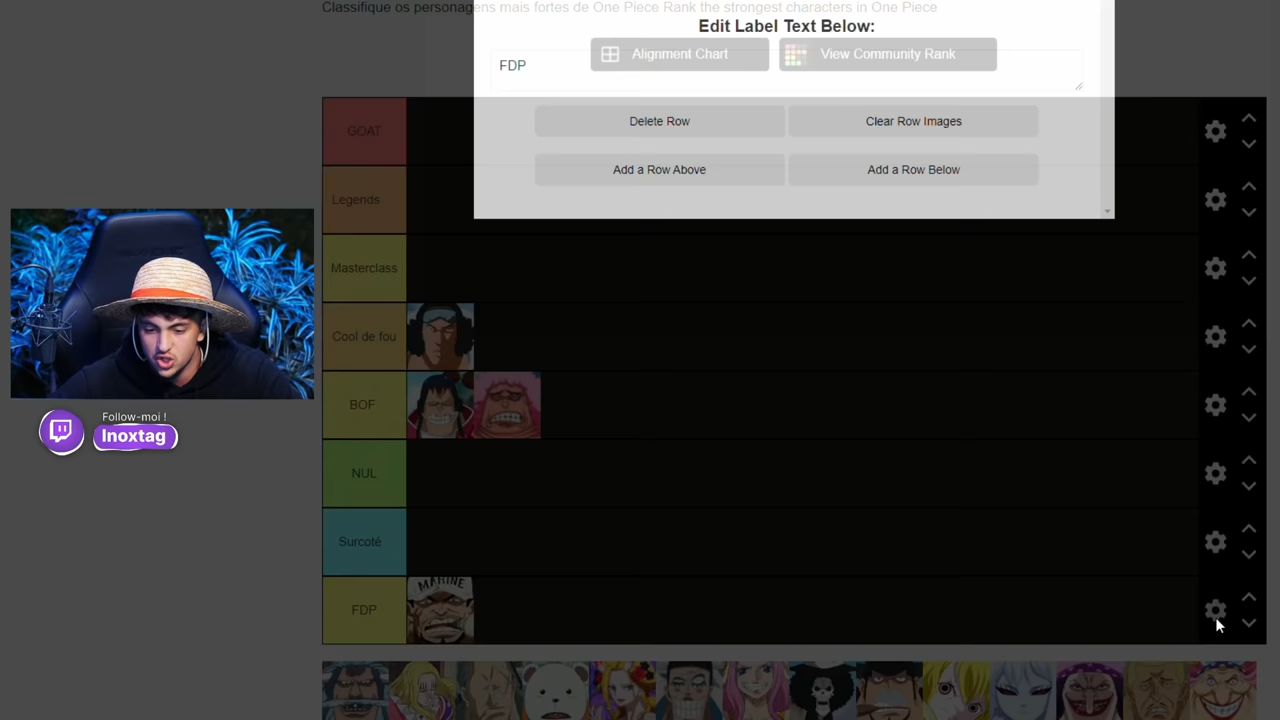 Classifique os personagens mais fortes de One Piece Rank the strongest characters in One Piece
Edit Label Text Below:
Alignment Chart
View Community Rank
FDP
Delete Row
Clear Row Images
Add a Row Above
Add a Row Below
GOAT
Legends
Masterclass
Cool de fou
BOF
NUL
Surcoté
FDP
MARINE
Follow-moi !
Inoxtag